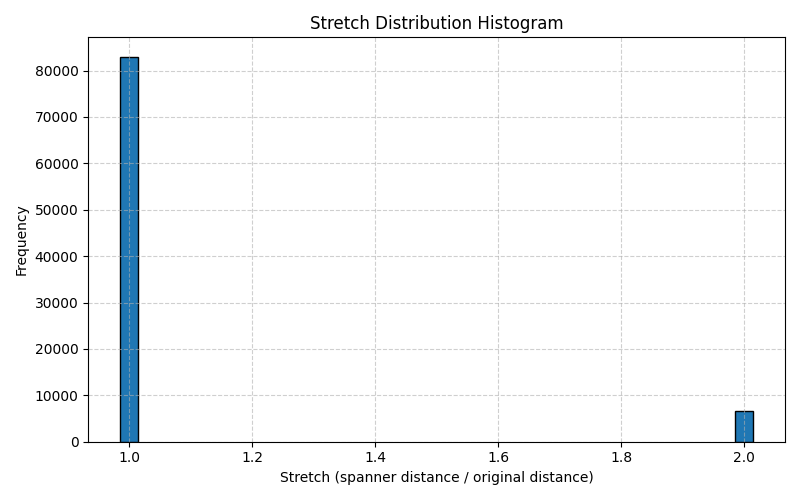 Stretch Distribution Histogram
80000
70000
60000
50000
40000
30000
20000
10000
0
Frequency
1.0 1.2 1.4 1.6 1.8 2.0
Stretch (spanner distance / original distance)